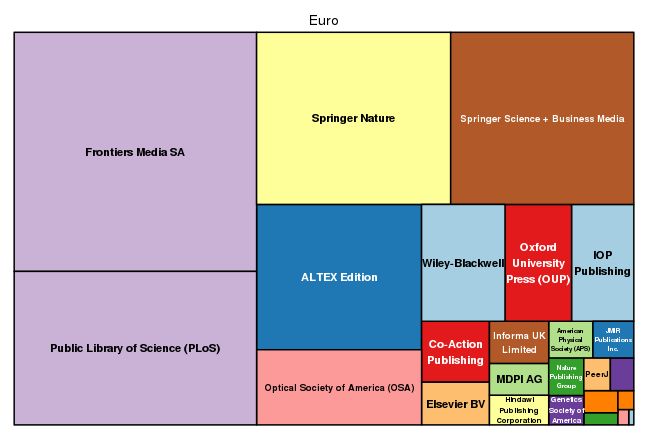 Euro
Frontiers Media SA
Public Library of Science (PLoS)
Springer Nature
Springer Science + Business Media
ALTEX Edition
Optical Society of America (OSA)
Wiley-Blackwell
Oxford
University
Press (OUP)
IOP
Publishing
Co-Action
Publishing
Elsevier BV
Informa UK
Limited
MDPI AG
Hindawi
Publishing
Corporation
American
Physical
Society (APS)
JMIR
Publications
Inc.
Nature
Publishing
Group
PeerJ
Genetics
Society of
America